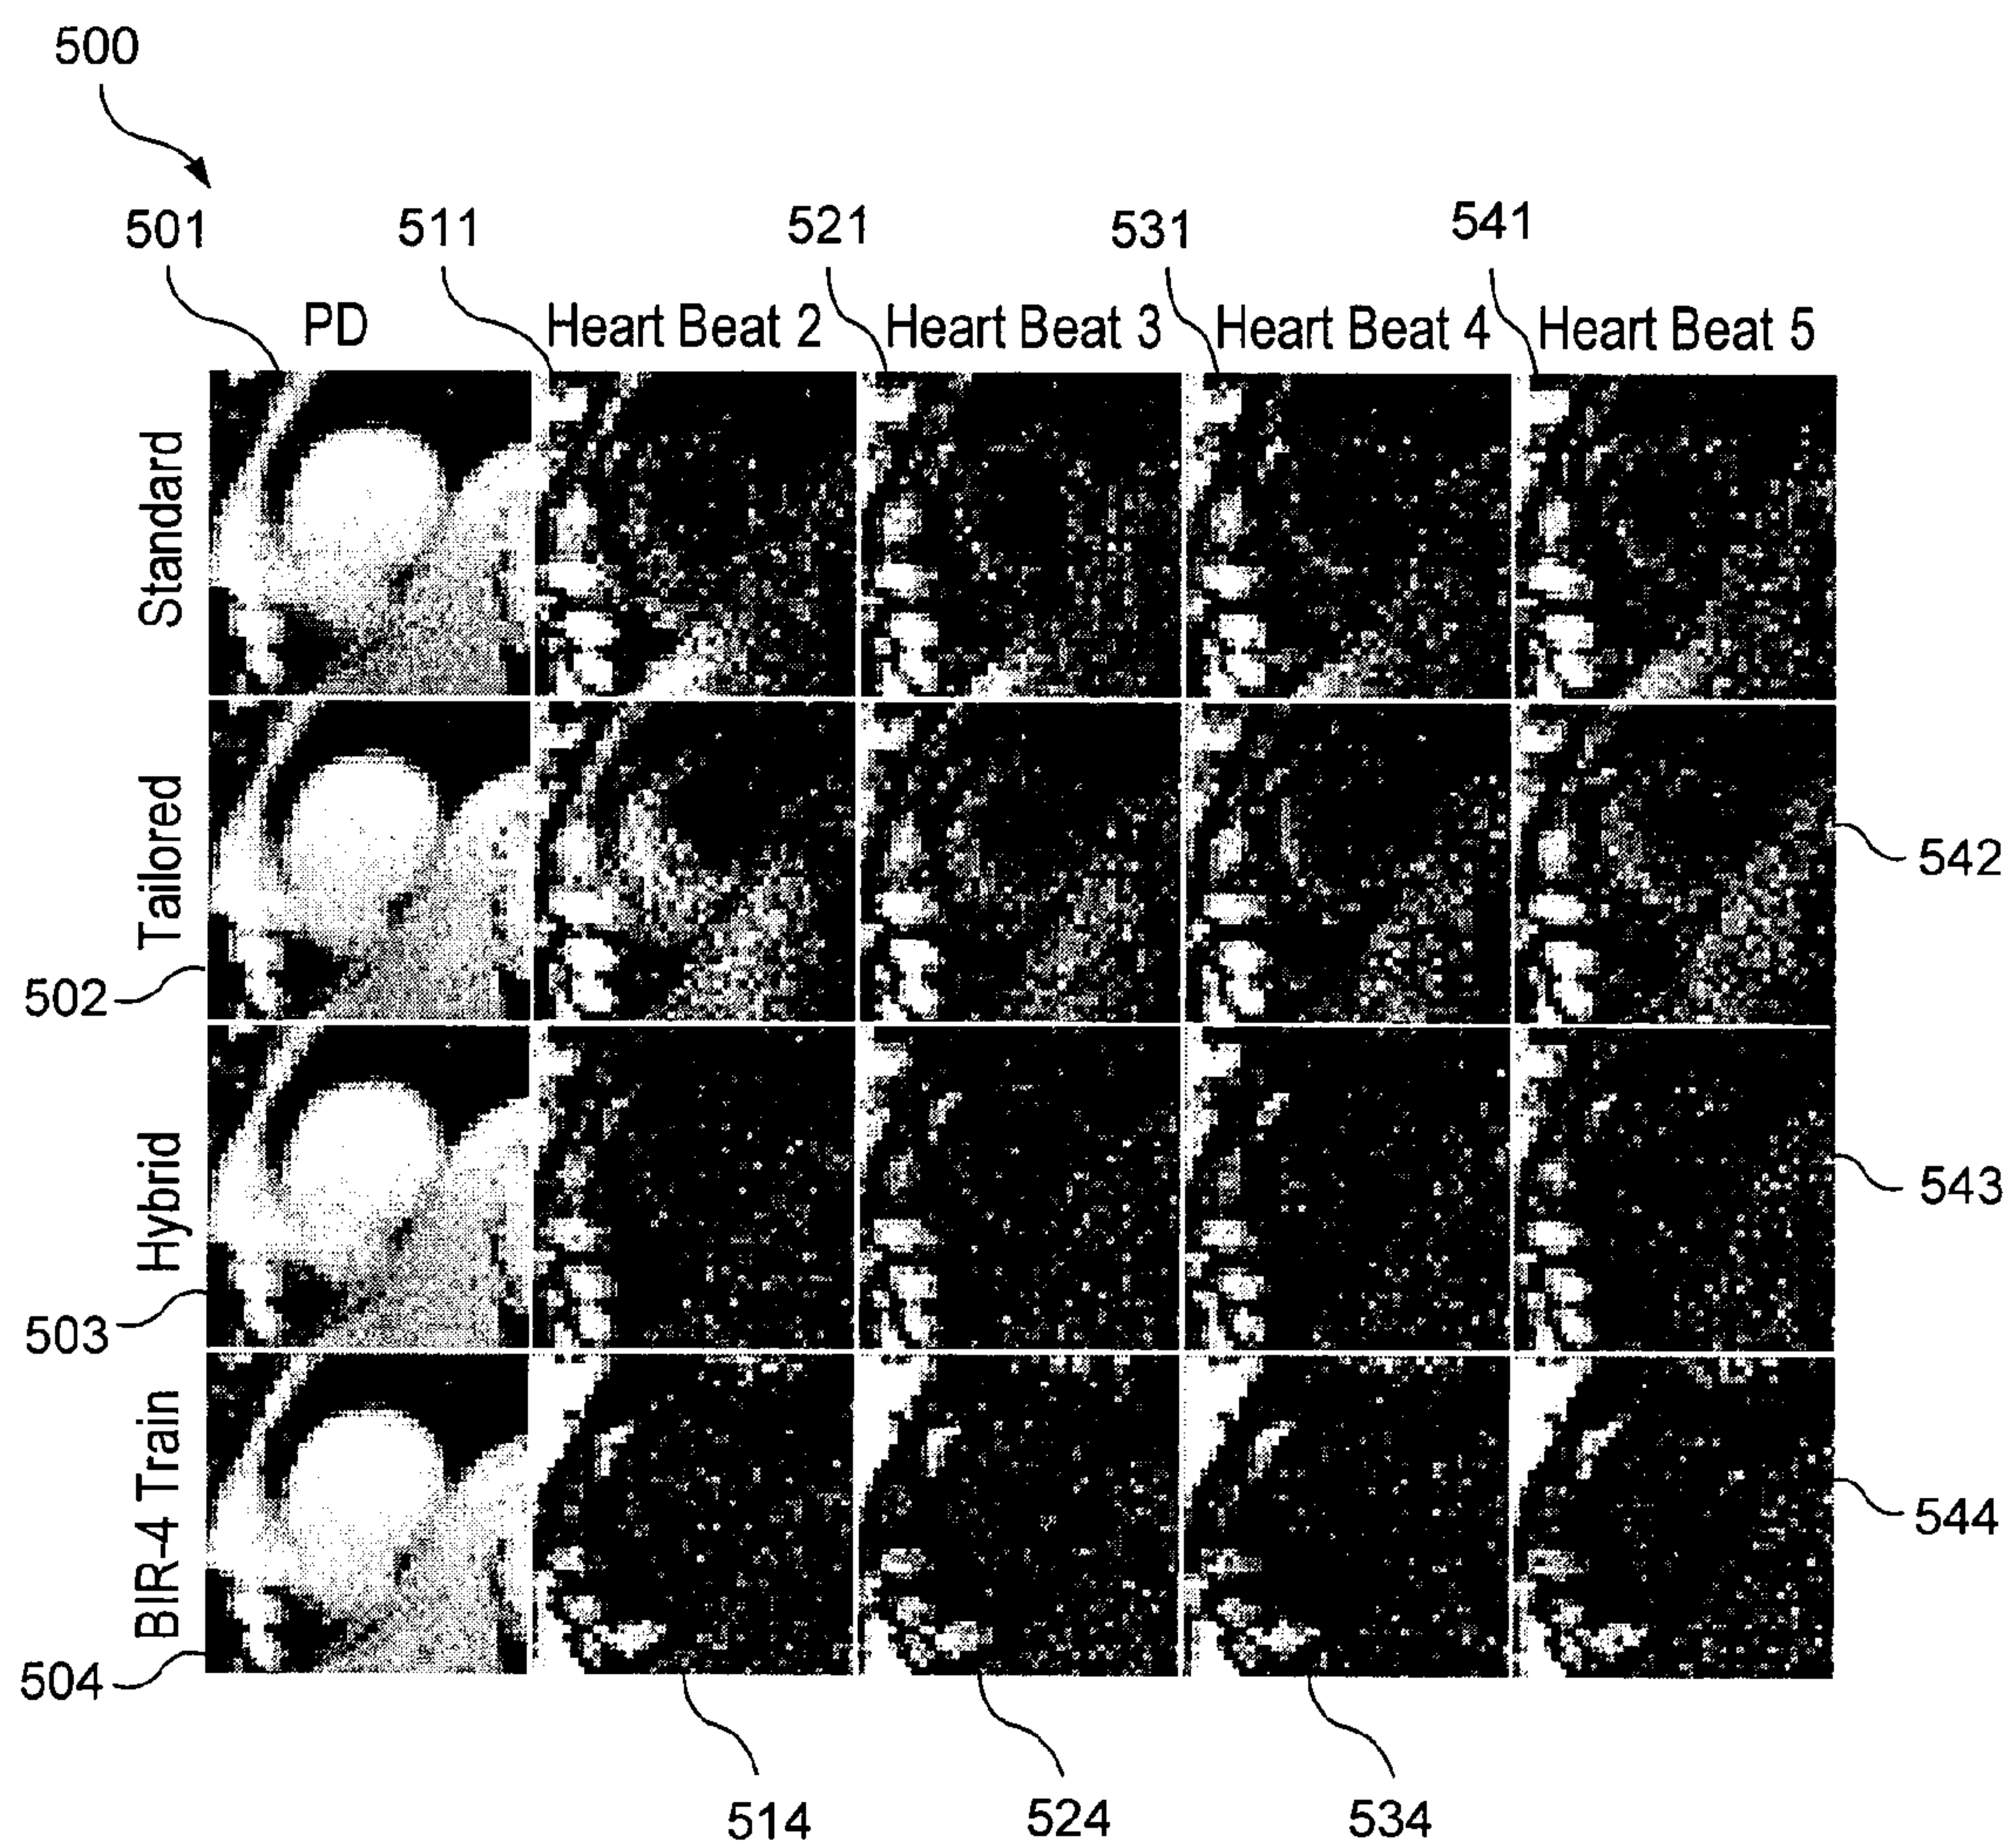 500
501
511
521
531
541
PD
Heart Beat 2
Heart Beat 3
Heart Beat 4
Heart Beat 5
Standard
Tailored
542
502
Hybrid
543
503
BIR-4 Train
544
504
514
524
534